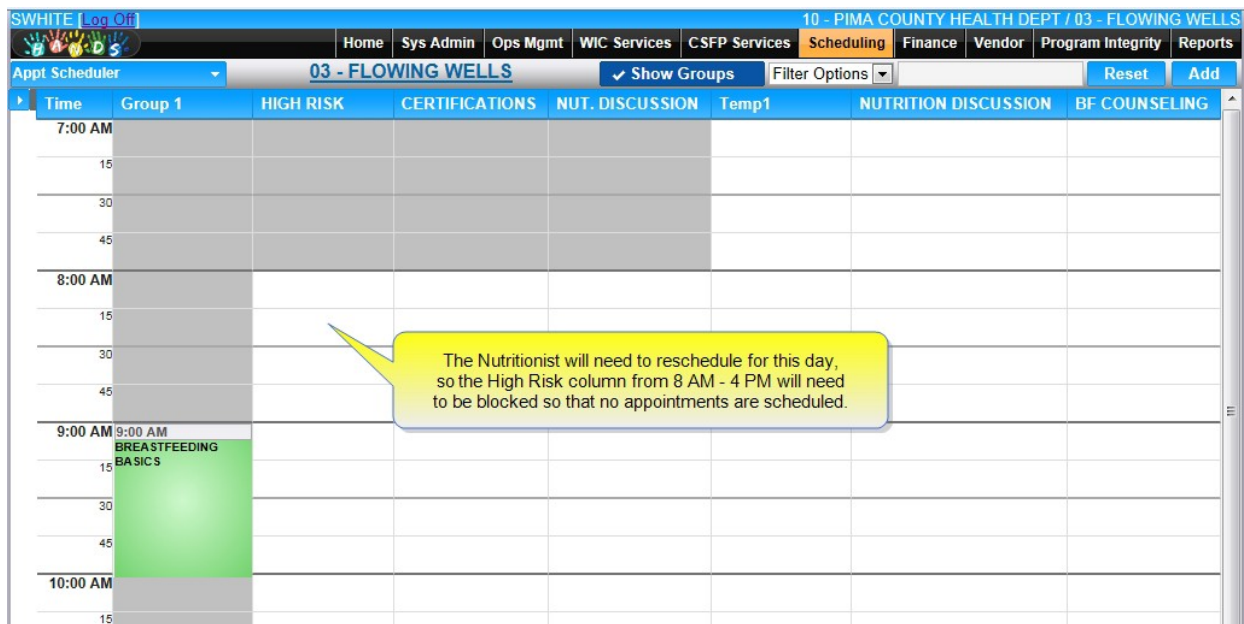 SWHITE [Log Off] 10 - PIMA COUNTY HEALTH DEPT / 03 - FLOWING WELLS
HANDS Home Sys Admin Ops Mgmt WIC Services CSFP Services Scheduling Finance Vendor Program Integrity Reports
Appt Scheduler 03 - FLOWING WELLS ✓ Show Groups Filter Options Reset Add
Time Group 1 HIGH RISK CERTIFICATIONS NUT. DISCUSSION Temp1 NUTRITION DISCUSSION BF COUNSELING
7:00 AM
15
30
45
8:00 AM
15
30
45
The Nutritionist will need to reschedule for this day,
so the High Risk column from 8 AM - 4 PM will need
to be blocked so that no appointments are scheduled.
9:00 AM 9:00 AM
BREASTFEEDING
15 BASICS
30
45
10:00 AM
15